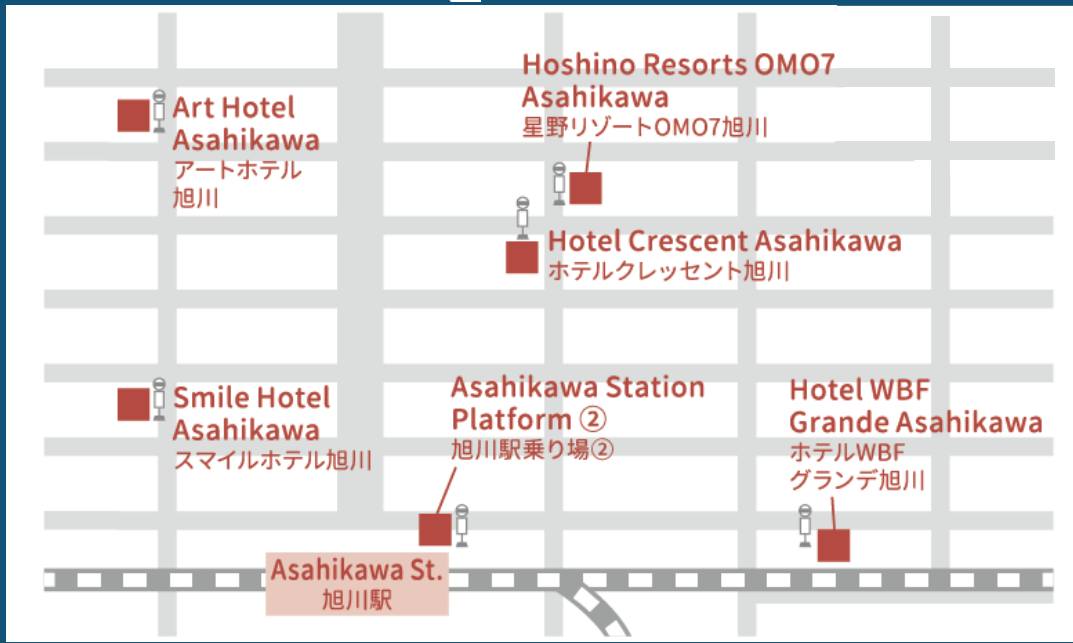 Hoshino Resorts OMO7
Asahikawa
星野リゾートOMO7旭川
Art Hotel
Asahikawa
アートホテル
旭川
Hotel Crescent Asahikawa
ホテルクレッセント旭川
Smile Hotel
Asahikawa
スマイルホテル旭川
Asahikawa Station
Platform ②
旭川駅乗り場②
Hotel WBF
Grande Asahikawa
ホテルWBF
グランデ旭川
Asahikawa St.
旭川駅